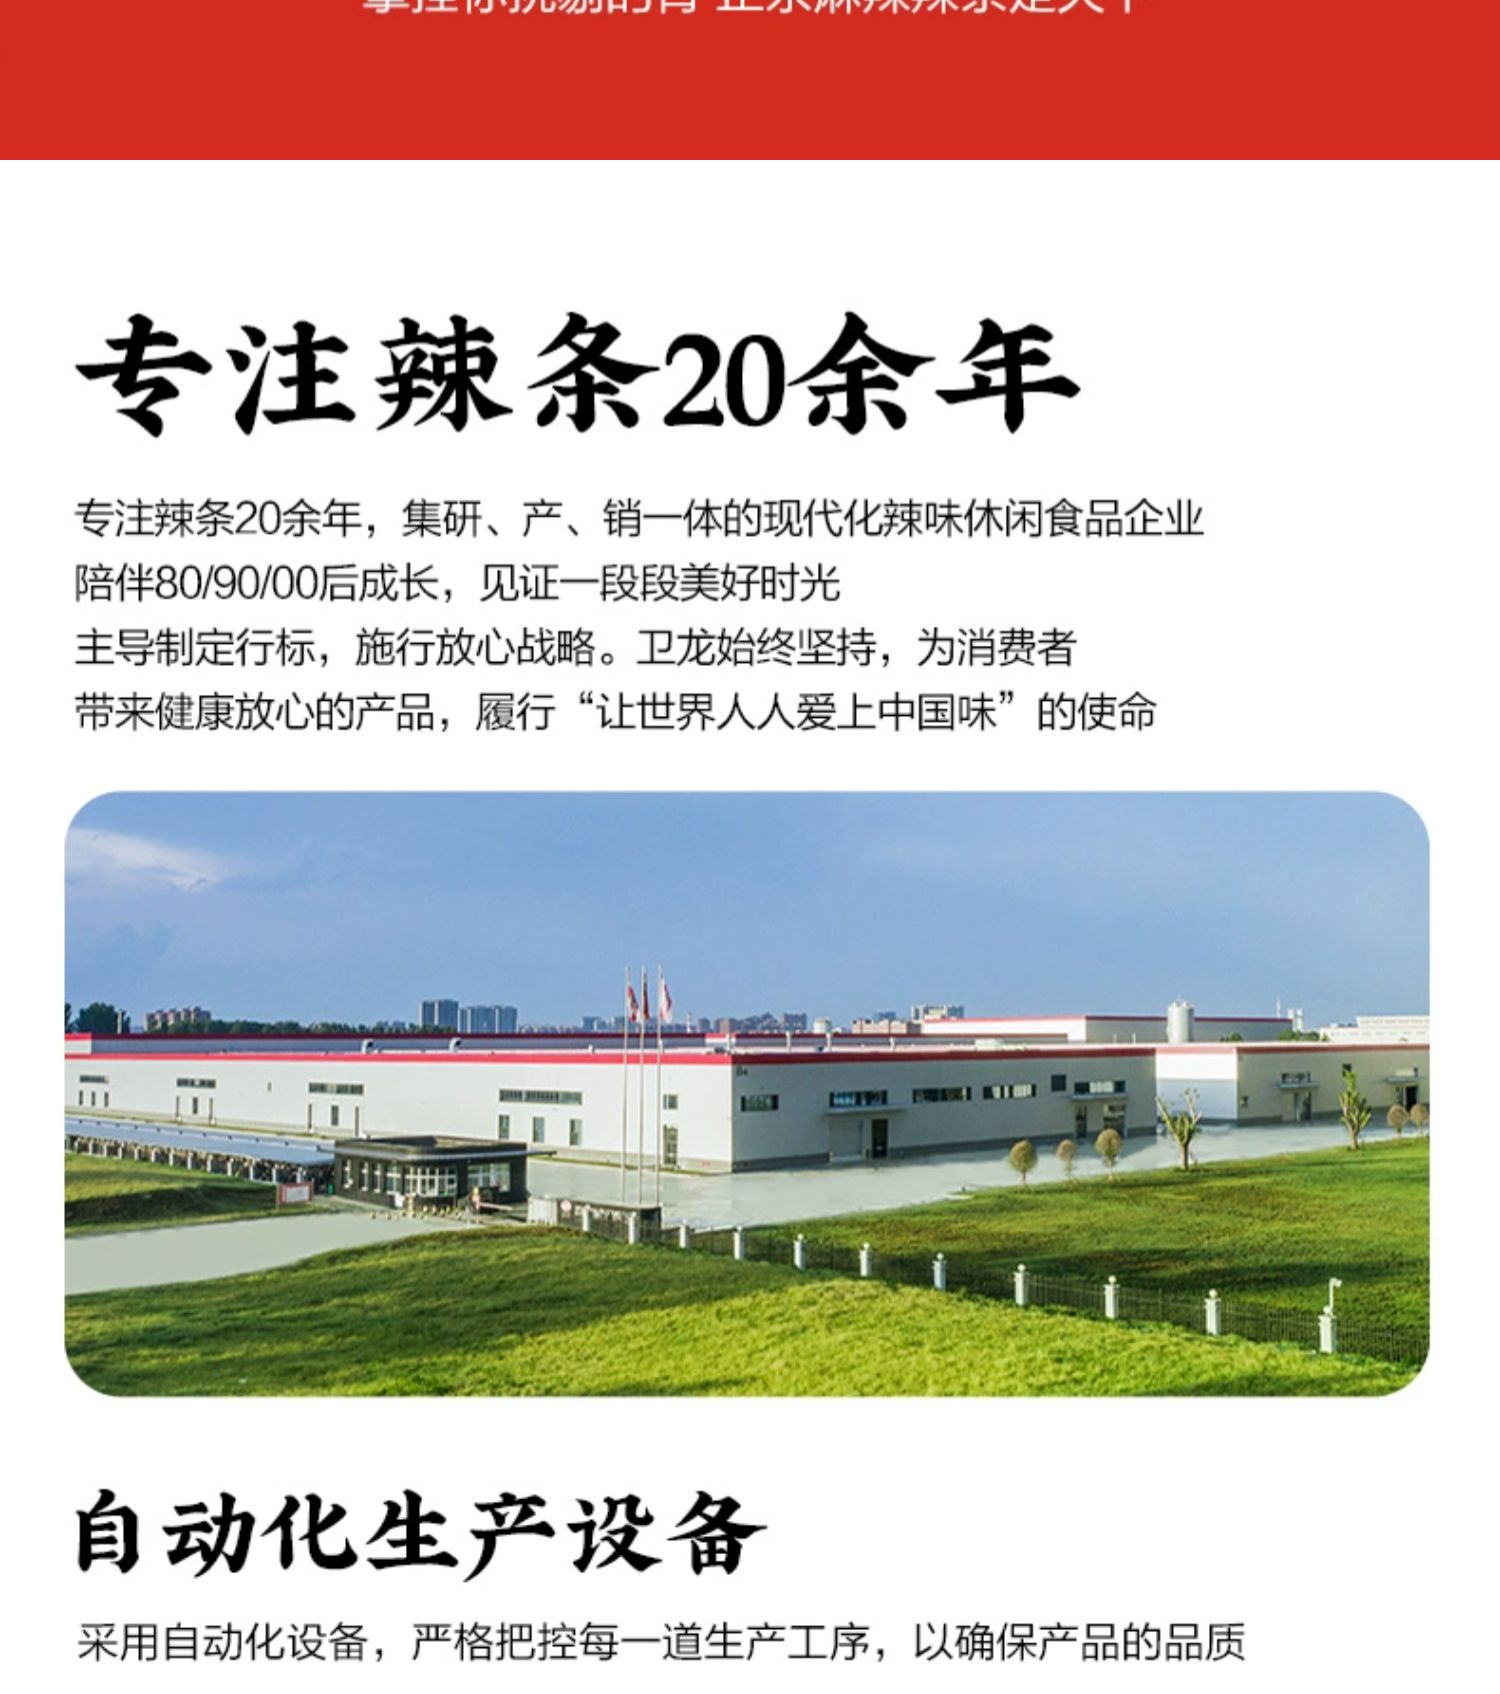 专注辣条20余年
专注辣条20余年，集研、产、销一体的现代化辣味休闲食品企业
陪伴80/90/00后成长，见证一段段美好时光
主导制定行标，施行放心战略。卫龙始终坚持，为消费者
带来健康放心的产品，履行“让世界人人爱上中国味”的使命
自动化生产设备
采用自动化设备，严格把控每一道生产工序，以确保产品的品质